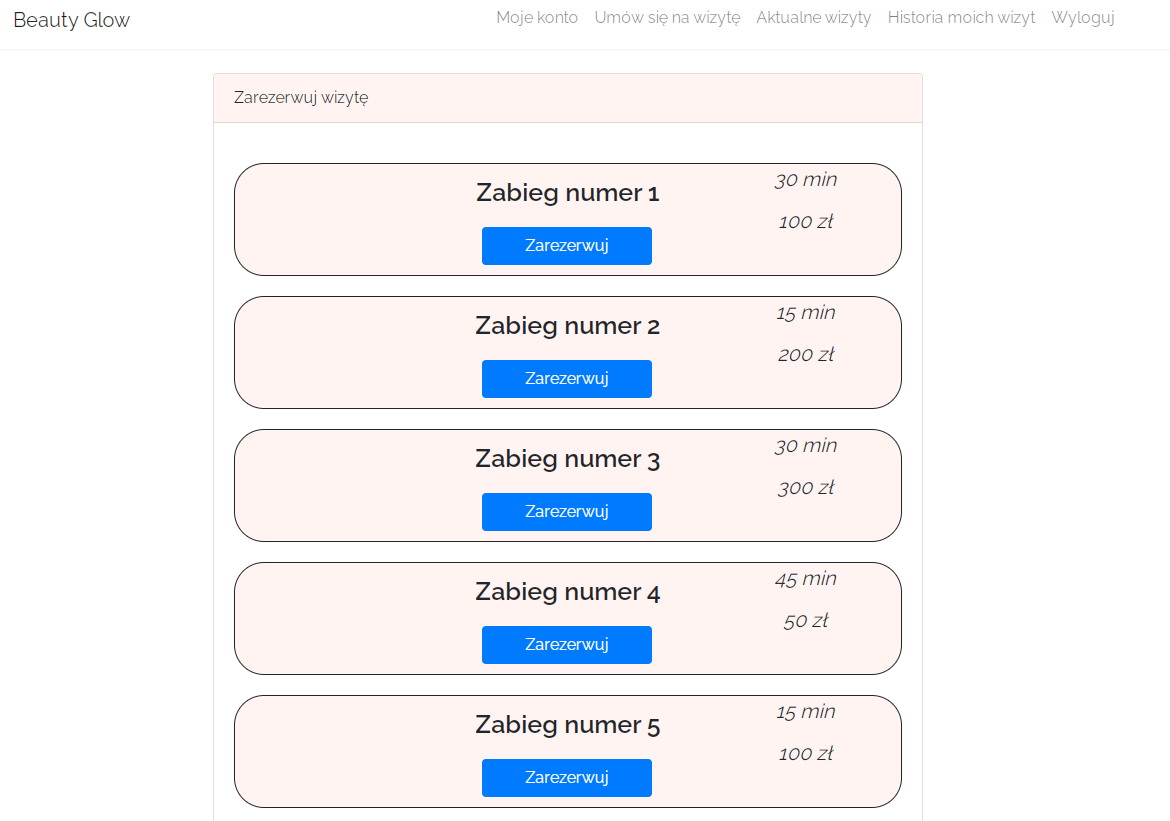 Beauty Glow
Moje konto Umów się na wizytę Aktualne wizyty Historia moich wizyt Wyloguj
Zarezerwuj wizytę
Zabieg numer 1
30 min
100 zł
Zarezerwuj
Zabieg numer 2
15 min
200 zł
Zarezerwuj
Zabieg numer 3
30 min
300 zł
Zarezerwuj
Zabieg numer 4
45 min
50 zł
Zarezerwuj
Zabieg numer 5
15 min
100 zł
Zarezerwuj